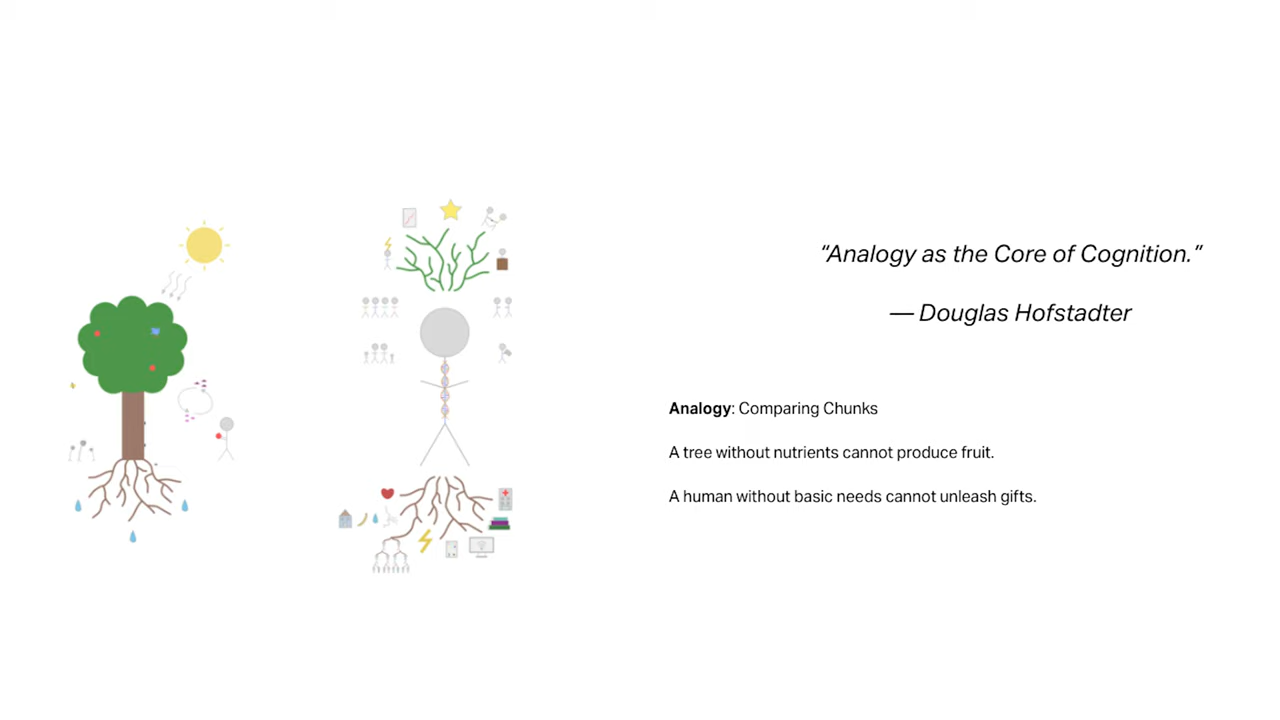 “Analogy as the Core of Cognition.”
— Douglas Hofstadter
Analogy: Comparing Chunks
A tree without nutrients cannot produce fruit.
A human without basic needs cannot unleash gifts.